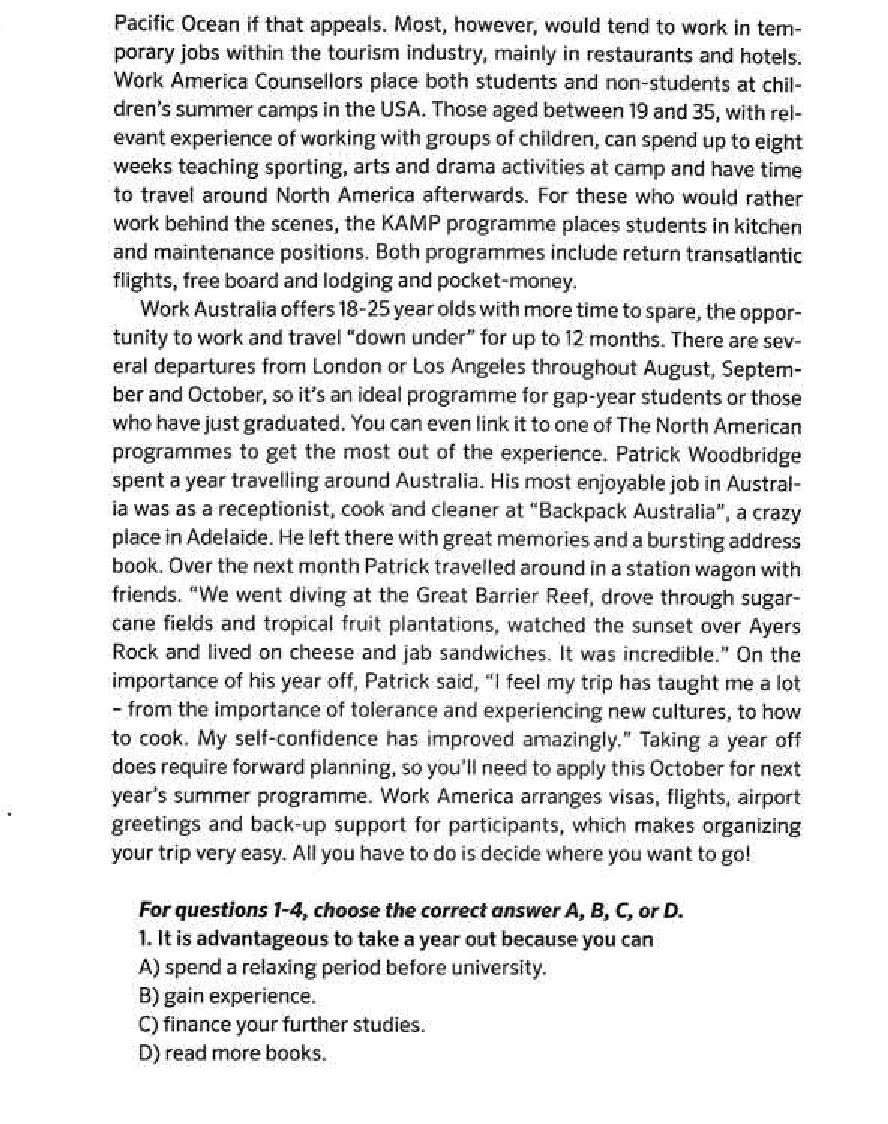 Pacific Ocean if that appeals. Most, however, would tend to work in tem-
porary jobs within the tourism industry, mainly in restaurants and hotels.
Work America Counsellors place both students and non-students at chil-
dren's summer camps in the USA. Those aged between 19 and 35, with rel-
evant experience of working with groups of children, can spend up to eight
weeks teaching sporting, arts and drama activities at camp and have time
to travel around North America afterwards. For these who would rather
work behind the scenes, the KAMP programme places students in kitchen
and maintenance positions. Both programmes include return transatlantic
flights, free board and lodging and pocket-money.
Work Australia offers 18-25 year olds with more time to spare, the oppor-
tunity to work and travel "down under" for up to 12 months. There are sev-
eral departures from London or Los Angeles throughout August, Septem-
ber and October, so it's an ideal programme for gap-year students or those
who have just graduated. You can even link it to one of The North American
programmes to get the most out of the experience. Patrick Woodbridge
spent a year travelling around Australia. His most enjoyable job in Austral-
ia was as a receptionist, cook and cleaner at "Backpack Australia", a crazy
place in Adelaide. He left there with great memories and a bursting address
book. Over the next month Patrick travelled around in a station wagon with
friends. "We went diving at the Great Barrier Reef, drove through sugar-
cane fields and tropical fruit plantations, watched the sunset over Ayers
Rock and lived on cheese and jab sandwiches. It was incredible." On the
importance of his year off, Patrick said, "I feel my trip has taught me a lot
- from the importance of tolerance and experiencing new cultures, to how
to cook. My self-confidence has improved amazingly." Taking a year off
does require forward planning, so you'll need to apply this October for next
year's summer programme. Work America arranges visas, flights, airport
greetings and back-up support for participants, which makes organizing
your trip very easy. All you have to do is decide where you want to go!
For questions 1-4, choose the correct answer A, B, C, or D.
1. It is advantageous to take a year out because you can
A) spend a relaxing period before university.
B) gain experience.
C) finance your further studies.
D) read more books.